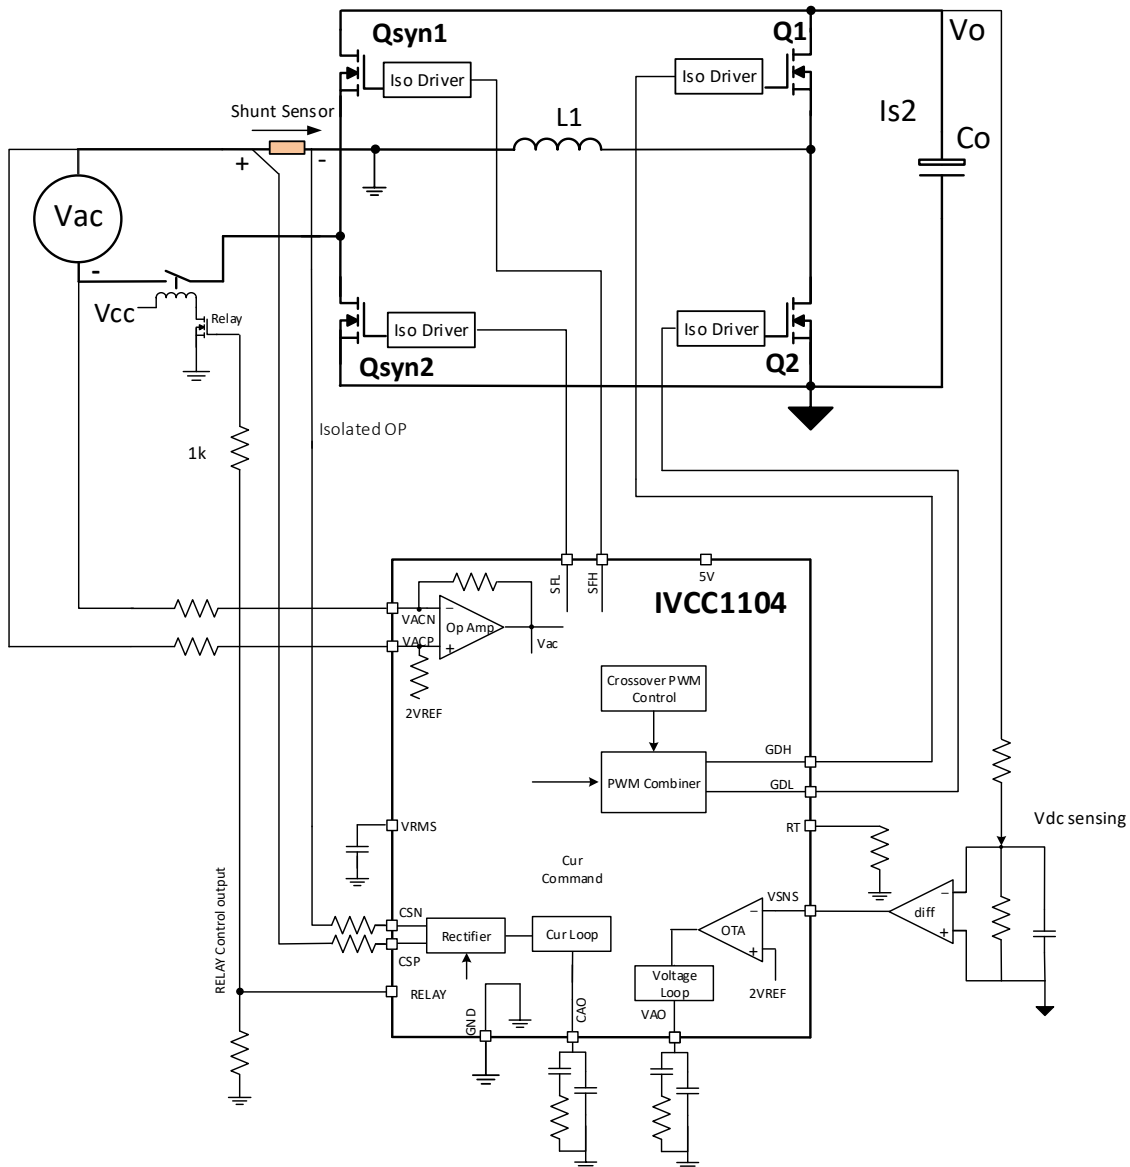 Qsyn1
Q1
Vo
Iso Driver
Iso Driver
Shunt Sensor
L1
Is2
Co
+
-
Vac
-
Vcc
Relay
Iso Driver
Iso Driver
Qsyn2
Q2
Isolated OP
1k
SFL
SFH
5V
IVCC1104
VACN
−
Op Amp
VACP
+
Vac
2VREF
Crossover PWM
Control
PWM Combiner
GDH
GDL
RT
Vdc sensing
VRMS
Cur
Command
VSNS
−
OTA
+
−
diff
+
CSN
Rectifier
Cur Loop
CSP
Voltage
Loop
2VREF
RELAY Control output
RELAY
GND
CAO
VAO